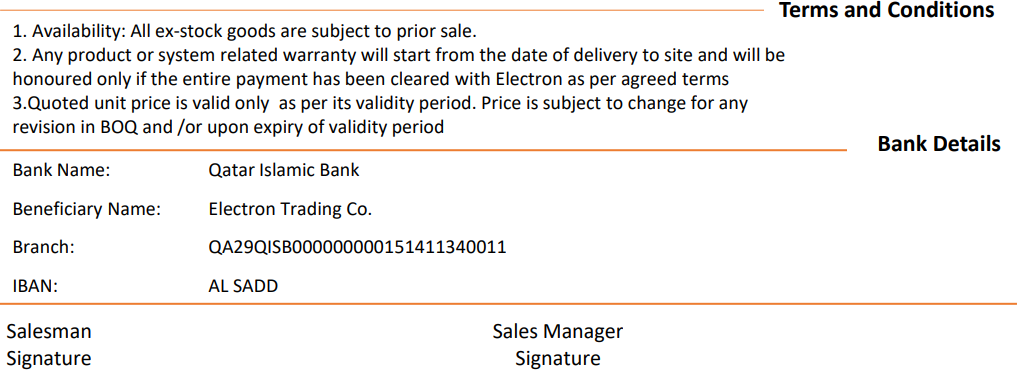 Terms and Conditions
1. Availability: All ex-stock goods are subject to prior sale.
2. Any product or system related warranty will start from the date of delivery to site and will be
honoured only if the entire payment has been cleared with Electron as per agreed terms
3.Quoted unit price is valid only  as per its validity period. Price is subject to change for any
revision in BOQ and /or upon expiry of validity period
Bank Details
Bank Name: Qatar Islamic Bank
Beneficiary Name: Electron Trading Co.
Branch: QA29QISB000000000151411340011
IBAN: AL SADD
Salesman Sales Manager
Signature Signature